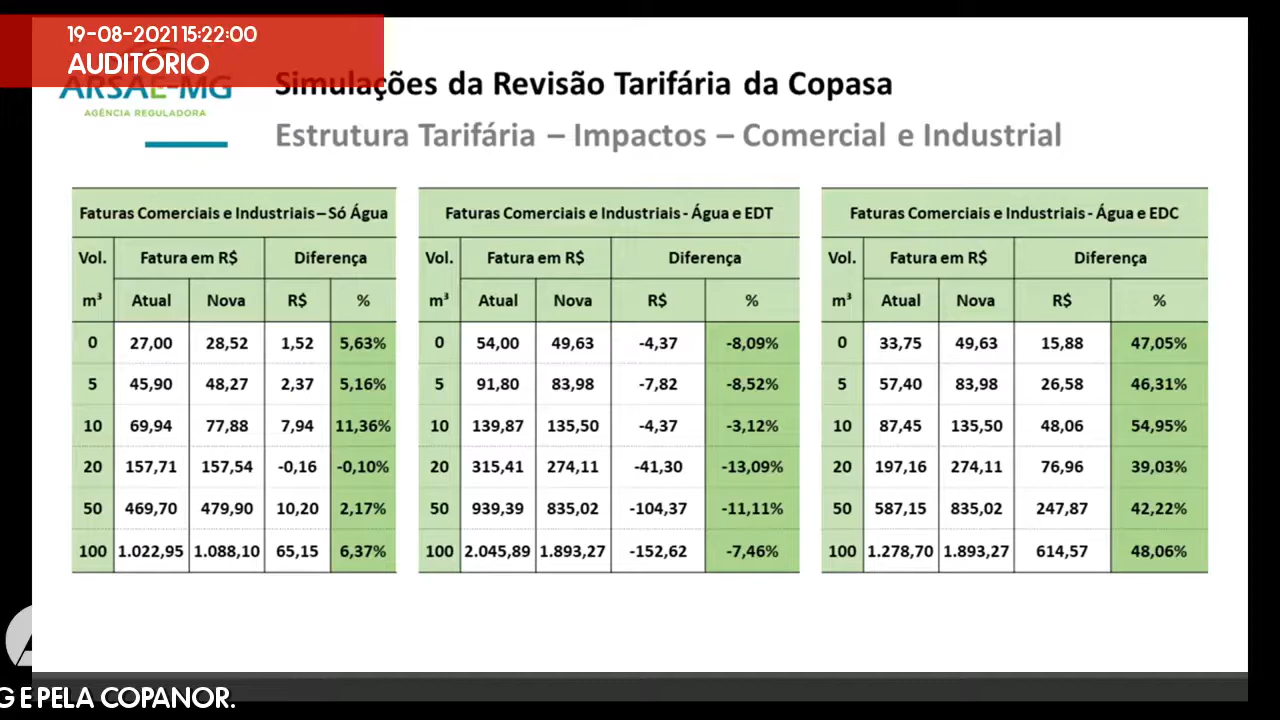 19-08-2021 15:22:00
AUDITÓRIO
ARSAE-MG
AGÊNCIA REGULADORA
Simulações da Revisão Tarifária da Copasa
Estrutura Tarifária – Impactos – Comercial e Industrial
Faturas Comerciais e Industriais – Só Água
Vol. Fatura em R$ Diferença
m³ Atual Nova R$ %
0 27,00 28,52 1,52 5,63%
5 45,90 48,27 2,37 5,16%
10 69,94 77,88 7,94 11,36%
20 157,71 157,54 -0,16 -0,10%
50 469,70 479,90 10,20 2,17%
100 1.022,95 1.088,10 65,15 6,37%
Faturas Comerciais e Industriais - Água e EDT
Vol. Fatura em R$ Diferença
m³ Atual Nova R$ %
0 54,00 49,63 -4,37 -8,09%
5 91,80 83,98 -7,82 -8,52%
10 139,87 135,50 -4,37 -3,12%
20 315,41 274,11 -41,30 -13,09%
50 939,39 835,02 -104,37 -11,11%
100 2.045,89 1.893,27 -152,62 -7,46%
Faturas Comerciais e Industriais - Água e EDC
Vol. Fatura em R$ Diferença
m³ Atual Nova R$ %
0 33,75 49,63 15,88 47,05%
5 57,40 83,98 26,58 46,31%
10 87,45 135,50 48,06 54,95%
20 197,16 274,11 76,96 39,03%
50 587,15 835,02 247,87 42,22%
100 1.278,70 1.893,27 614,57 48,06%
G E PELA COPANOR.